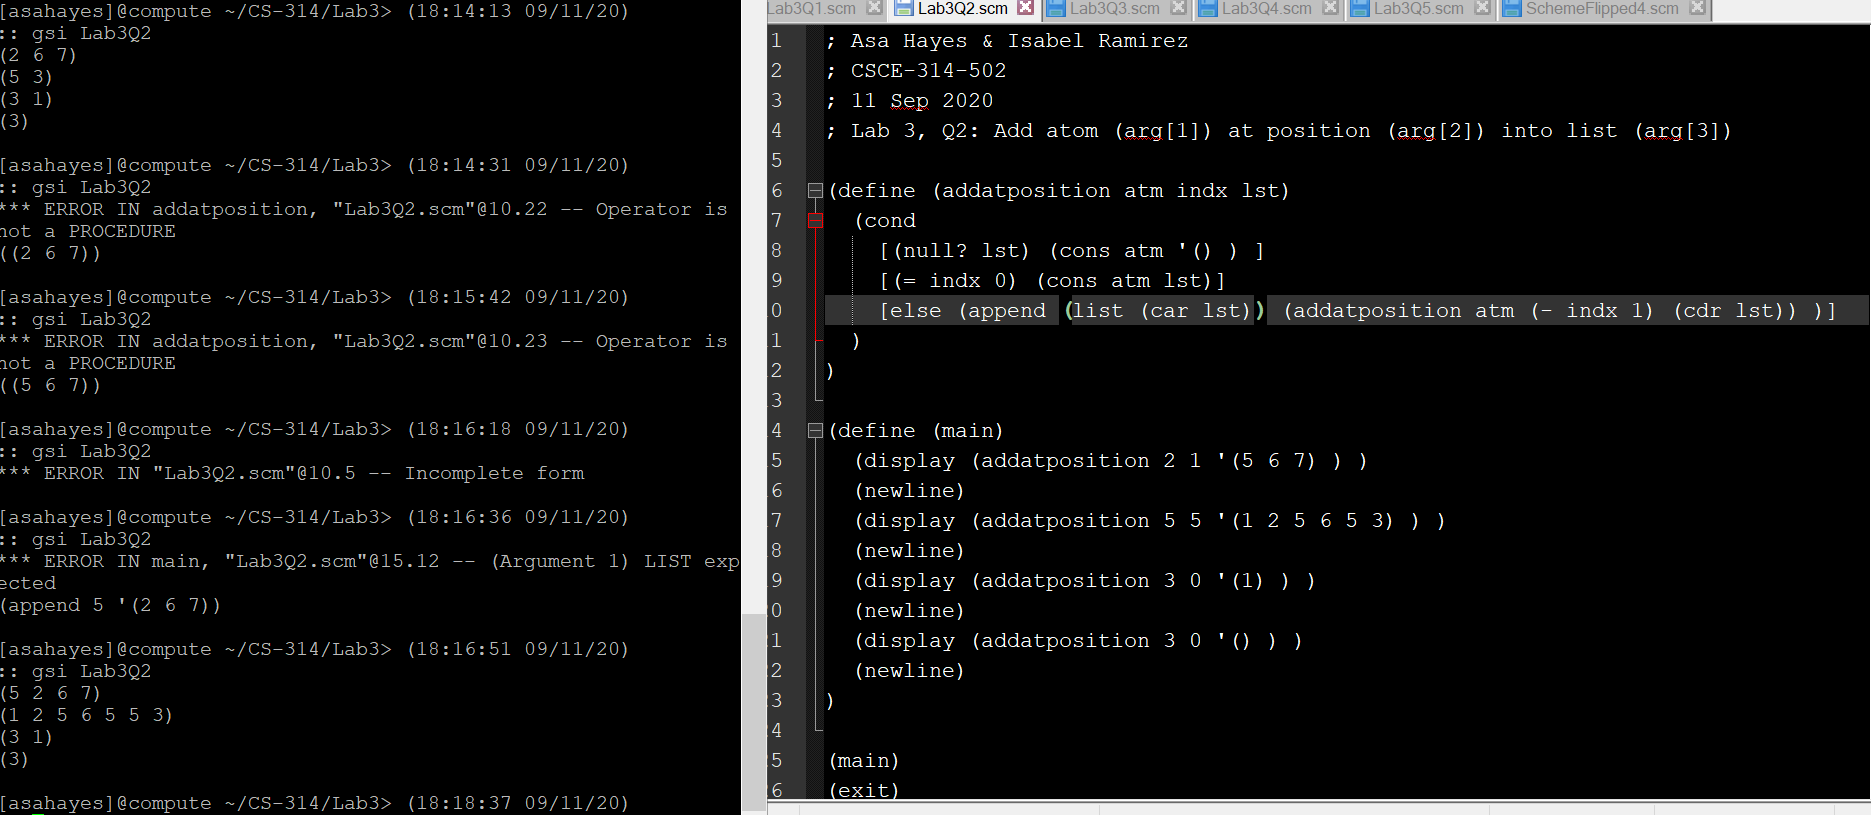 [asahayes]@compute ~/CS-314/Lab3> (18:14:13 09/11/20)
:: gsi Lab3Q2
(2 6 7)
(5 3)
(3 1)
(3)
[asahayes]@compute ~/CS-314/Lab3> (18:14:31 09/11/20)
:: gsi Lab3Q2
*** ERROR IN addatposition, "Lab3Q2.scm"@10.22 -- Operator is
not a PROCEDURE
((2 6 7))
[asahayes]@compute ~/CS-314/Lab3> (18:15:42 09/11/20)
:: gsi Lab3Q2
*** ERROR IN addatposition, "Lab3Q2.scm"@10.23 -- Operator is
not a PROCEDURE
((5 6 7))
[asahayes]@compute ~/CS-314/Lab3> (18:16:18 09/11/20)
:: gsi Lab3Q2
*** ERROR IN "Lab3Q2.scm"@10.5 -- Incomplete form
[asahayes]@compute ~/CS-314/Lab3> (18:16:36 09/11/20)
:: gsi Lab3Q2
*** ERROR IN main, "Lab3Q2.scm"@15.12 -- (Argument 1) LIST exp
ected
(append 5 '(2 6 7))
[asahayes]@compute ~/CS-314/Lab3> (18:16:51 09/11/20)
:: gsi Lab3Q2
(5 2 6 7)
(1 2 5 6 5 5 3)
(3 1)
(3)
[asahayes]@compute ~/CS-314/Lab3> (18:18:37 09/11/20)
Lab3Q1.scm Lab3Q2.scm Lab3Q3.scm Lab3Q4.scm Lab3Q5.scm SchemeFlipped4.scm
1 ; Asa Hayes & Isabel Ramirez
2 ; CSCE-314-502
3 ; 11 Sep 2020
4 ; Lab 3, Q2: Add atom (arg[1]) at position (arg[2]) into list (arg[3])
5
6 (define (addatposition atm indx lst)
7 (cond
8 [(null? lst) (cons atm '() ) ]
9 [(= indx 0) (cons atm lst)]
0 [else (append (list (car lst)) (addatposition atm (- indx 1) (cdr lst)) )]
1 )
2 )
3
4 (define (main)
5 (display (addatposition 2 1 '(5 6 7) ) )
6 (newline)
7 (display (addatposition 5 5 '(1 2 5 6 5 3) ) )
8 (newline)
9 (display (addatposition 3 0 '(1) ) )
0 (newline)
1 (display (addatposition 3 0 '() ) )
2 (newline)
3 )
4
5 (main)
6 (exit)